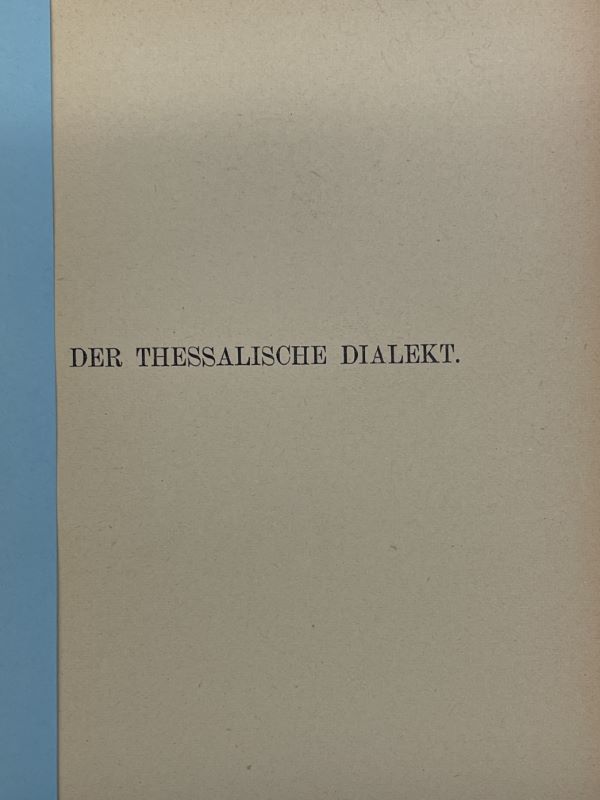 DER THESSALISCHE DIALEKT.